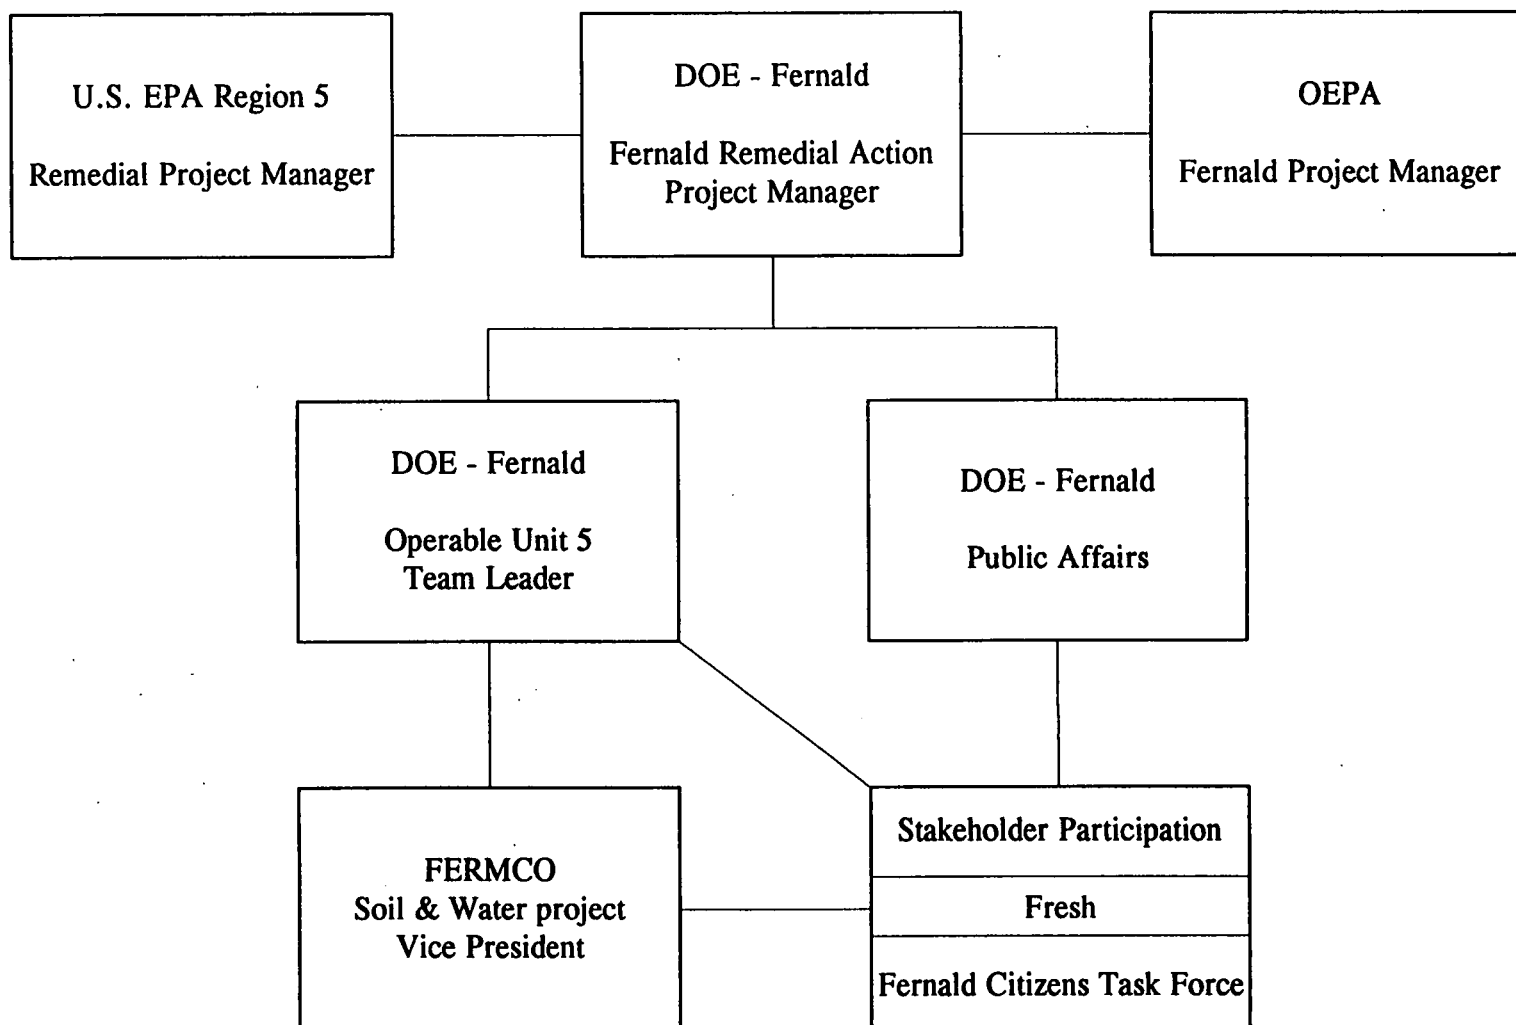 U.S. EPA Region 5
Remedial Project Manager
DOE - Fernald
Fernald Remedial Action
Project Manager
OEPA
Fernald Project Manager
DOE - Fernald
Operable Unit 5
Team Leader
DOE - Fernald
Public Affairs
FERMCO
Soil & Water project
Vice President
Stakeholder Participation
Fresh
Fernald Citizens Task Force